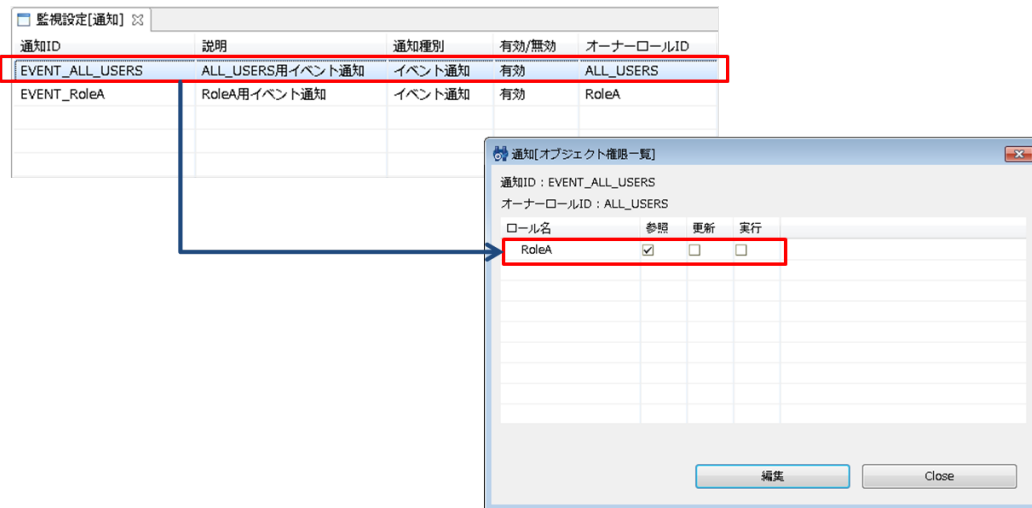 監視設定[通知]
通知ID 説明 通知種別 有効/無効 オーナーロールID
EVENT_ALL_USERS ALL_USERS用イベント通知 イベント通知 有効 ALL_USERS
EVENT_RoleA RoleA用イベント通知 イベント通知 有効 RoleA
通知[オブジェクト権限一覧]
通知ID : EVENT_ALL_USERS
オーナーロールID : ALL_USERS
ロール名 参照 更新 実行
RoleA
編集 Close